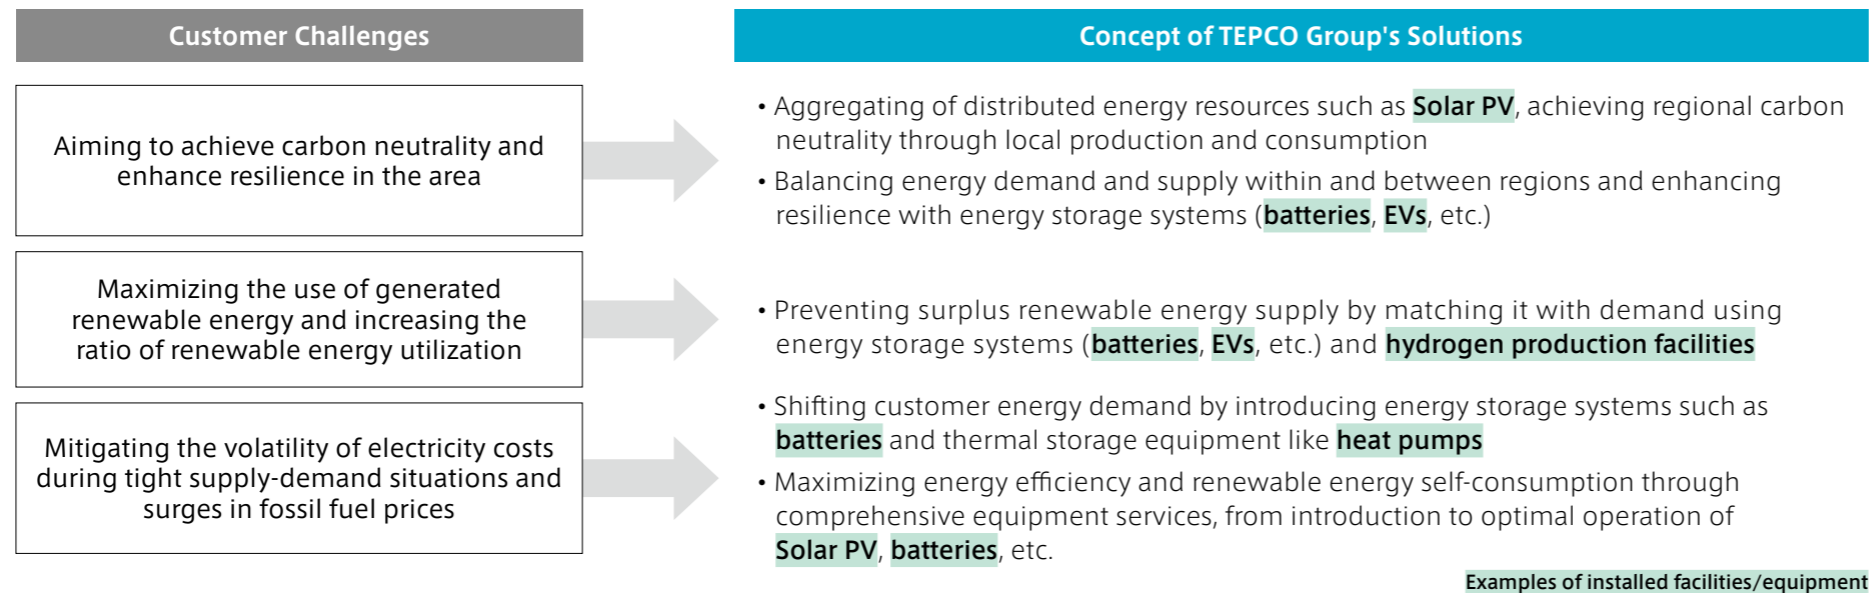 Customer Challenges
Concept of TEPCO Group's Solutions
Aiming to achieve carbon neutrality and
enhance resilience in the area
• Aggregating of distributed energy resources such as Solar PV, achieving regional carbon
neutrality through local production and consumption
• Balancing energy demand and supply within and between regions and enhancing
resilience with energy storage systems (batteries, EVs, etc.)
Maximizing the use of generated
renewable energy and increasing the
ratio of renewable energy utilization
• Preventing surplus renewable energy supply by matching it with demand using
energy storage systems (batteries, EVs, etc.) and hydrogen production facilities
Mitigating the volatility of electricity costs
during tight supply-demand situations and
surges in fossil fuel prices
• Shifting customer energy demand by introducing energy storage systems such as
batteries and thermal storage equipment like heat pumps
• Maximizing energy efficiency and renewable energy self-consumption through
comprehensive equipment services, from introduction to optimal operation of
Solar PV, batteries, etc.
Examples of installed facilities/equipment